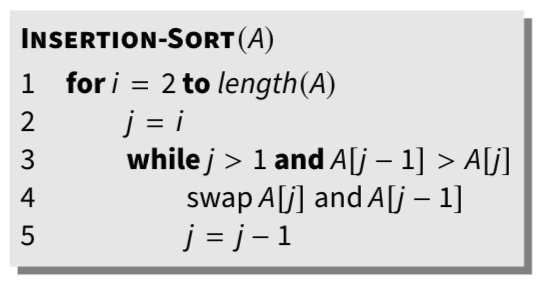 INSERTION-SORT(A)
1 for i = 2 to length(A)
2 j = i
3 while j > 1 and A[j − 1] > A[j]
4 swap A[j] and A[j − 1]
5 j = j − 1